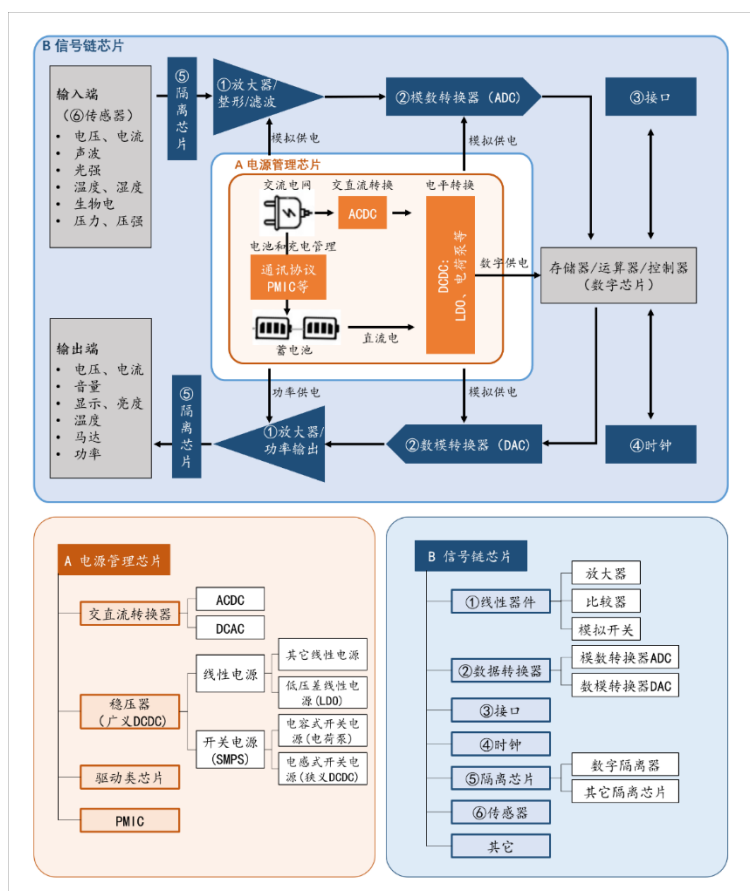 B 信号链芯片
输入端
（⑥传感器）
• 电压、电流
• 声波
• 光强
• 温度、湿度
• 生物电
• 压力、压强
⑤隔离芯片
①放大器/
整形/滤波
②模数转换器（ADC）
③接口
模拟供电
模拟供电
A 电源管理芯片
交流电网
交直流转换
电平转换
ACDC
电池和充电管理
通讯协议
PMIC等
DCDC:
LDO、电荷泵等
数字供电
存储器/运算器/控制器
（数字芯片）
蓄电池
直流电
输出端
• 电压、电流
• 音量
• 显示、亮度
• 温度
• 马达
• 功率
⑤隔离芯片
功率供电
模拟供电
①放大器/
功率输出
②数模转换器（DAC）
④时钟
A 电源管理芯片
交直流转换器
ACDC
DCAC
稳压器
（广义DCDC）
线性电源
其它线性电源
低压差线性电
源(LDO)
开关电源
(SMPS)
电容式开关电
源(电荷泵)
电感式开关电
源(狭义DCDC)
驱动类芯片
PMIC
B 信号链芯片
①线性器件
放大器
比较器
模拟开关
②数据转换器
模数转换器ADC
数模转换器DAC
③接口
④时钟
⑤隔离芯片
数字隔离器
其它隔离芯片
⑥传感器
其它